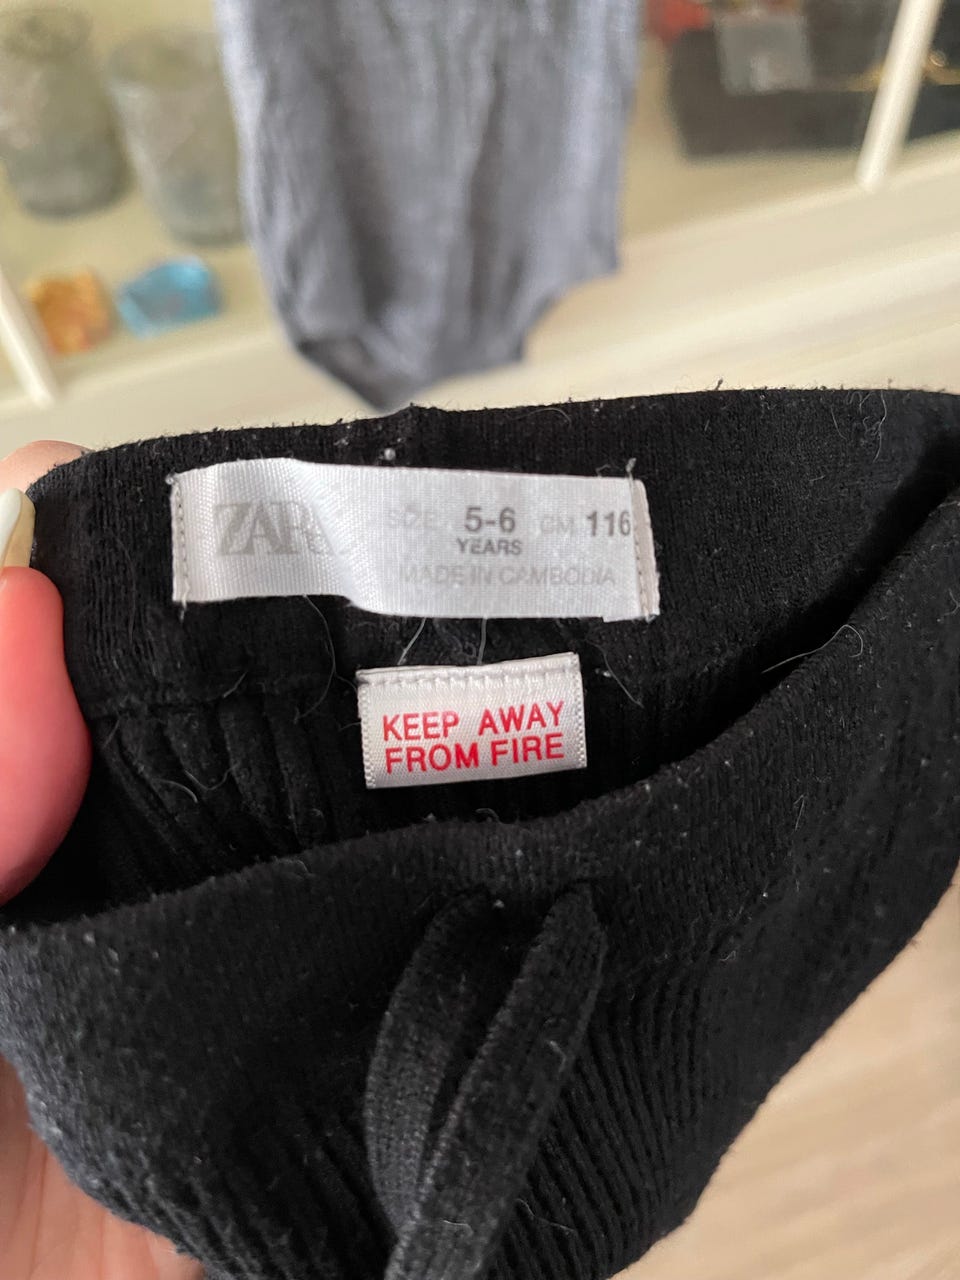 ZARA
SIZE 5-6 CM 116
YEARS
MADE IN CAMBODIA
KEEP AWAY
FROM FIRE